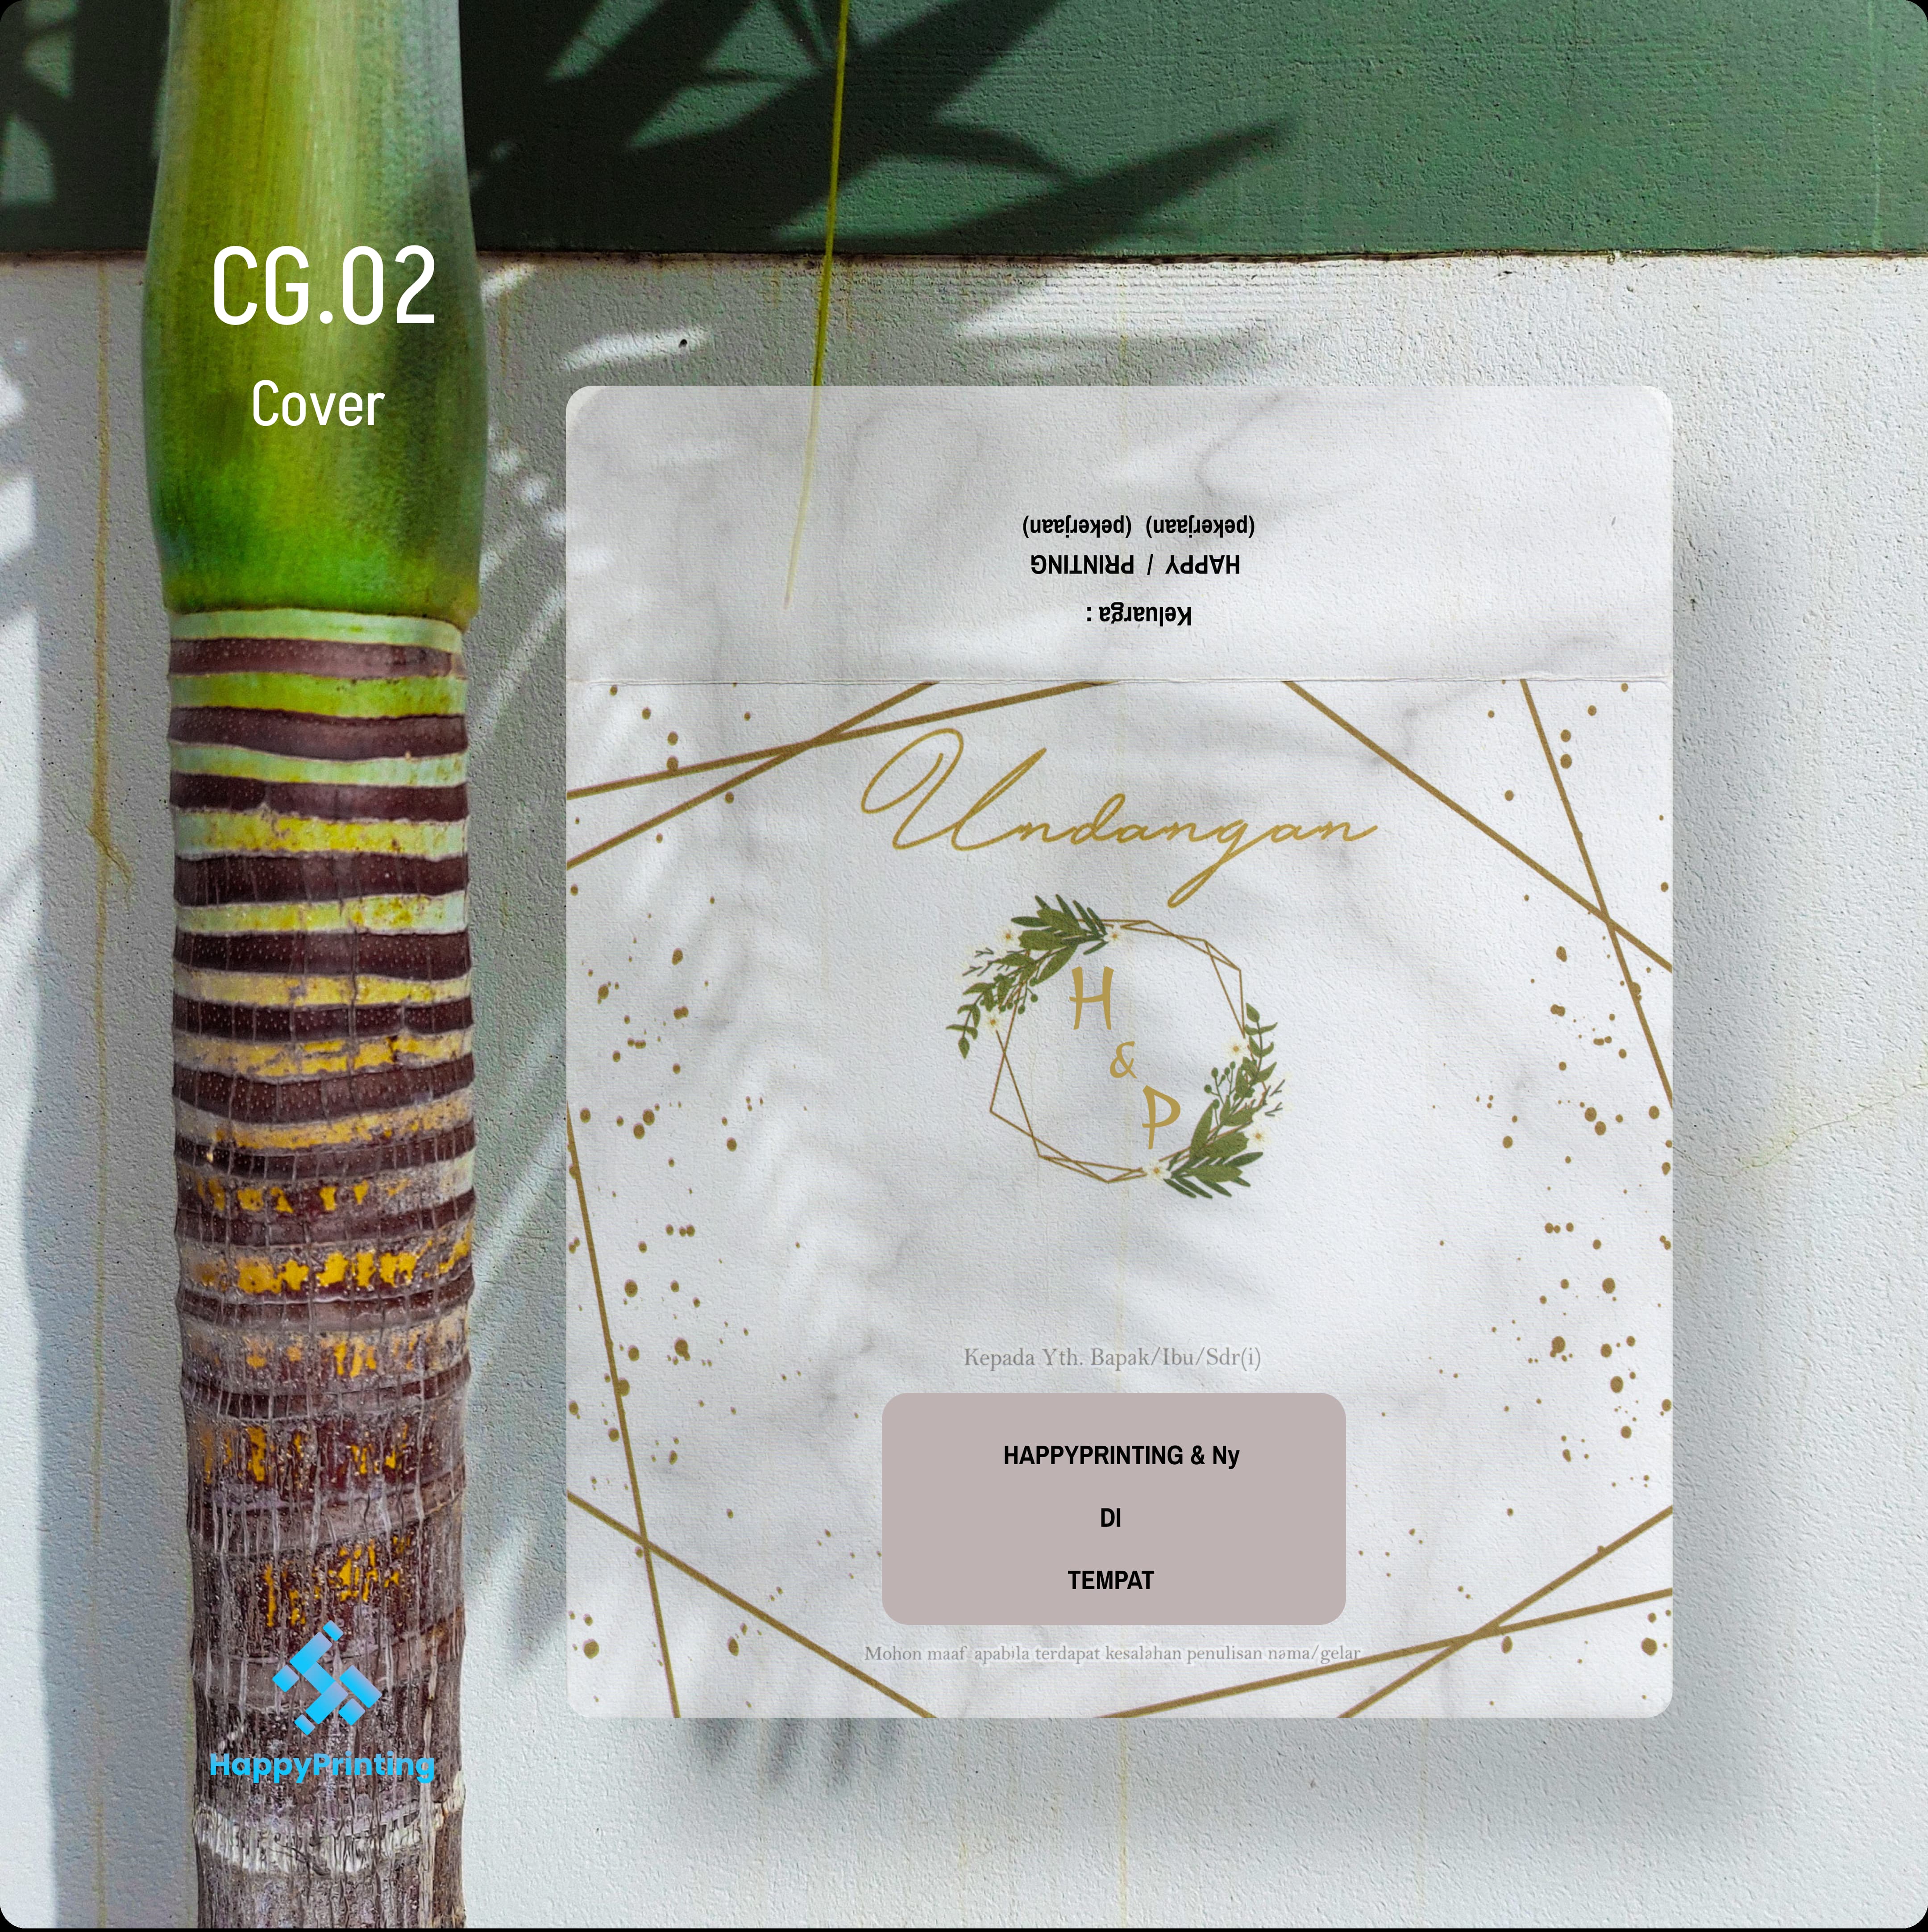 CG.02
Cover
Keluarga :
HAPPY / PRINTING
(pekerjaan) (pekerjaan)
Undangan
H
&
P
Kepada Yth. Bapak/Ibu/Sdr(i)
HAPPYPRINTING & Ny
DI
TEMPAT
Mohon maaf apabila terdapat kesalahan penulisan nama/gelar
HappyPrinting